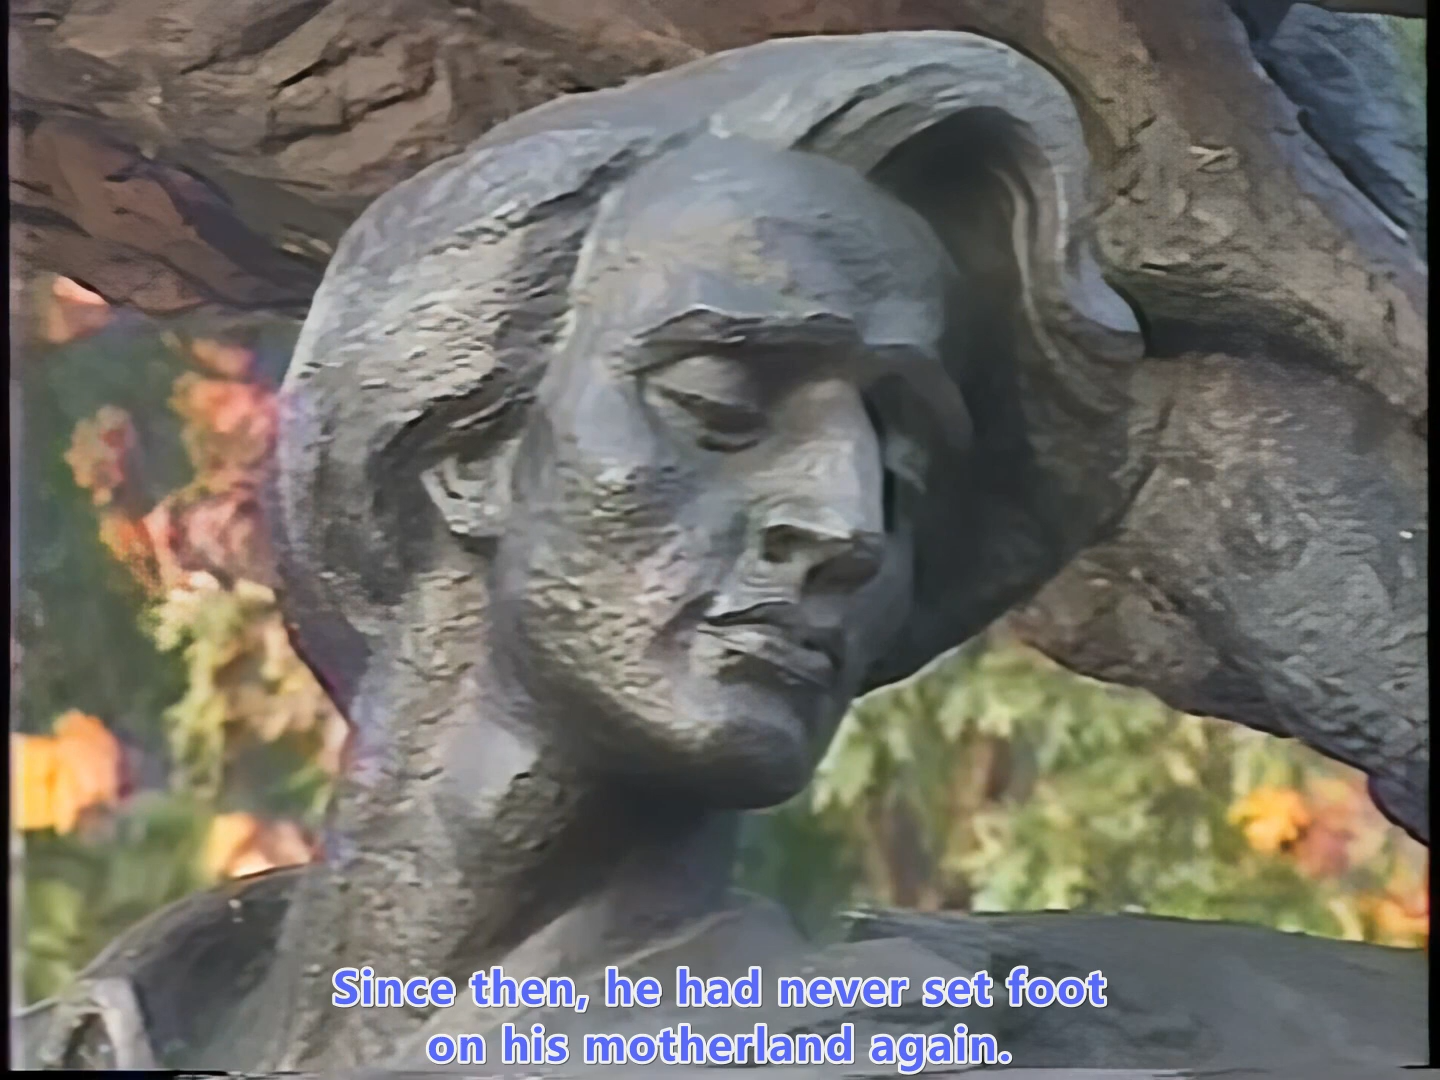 Since then, he had never set foot
on his motherland again.